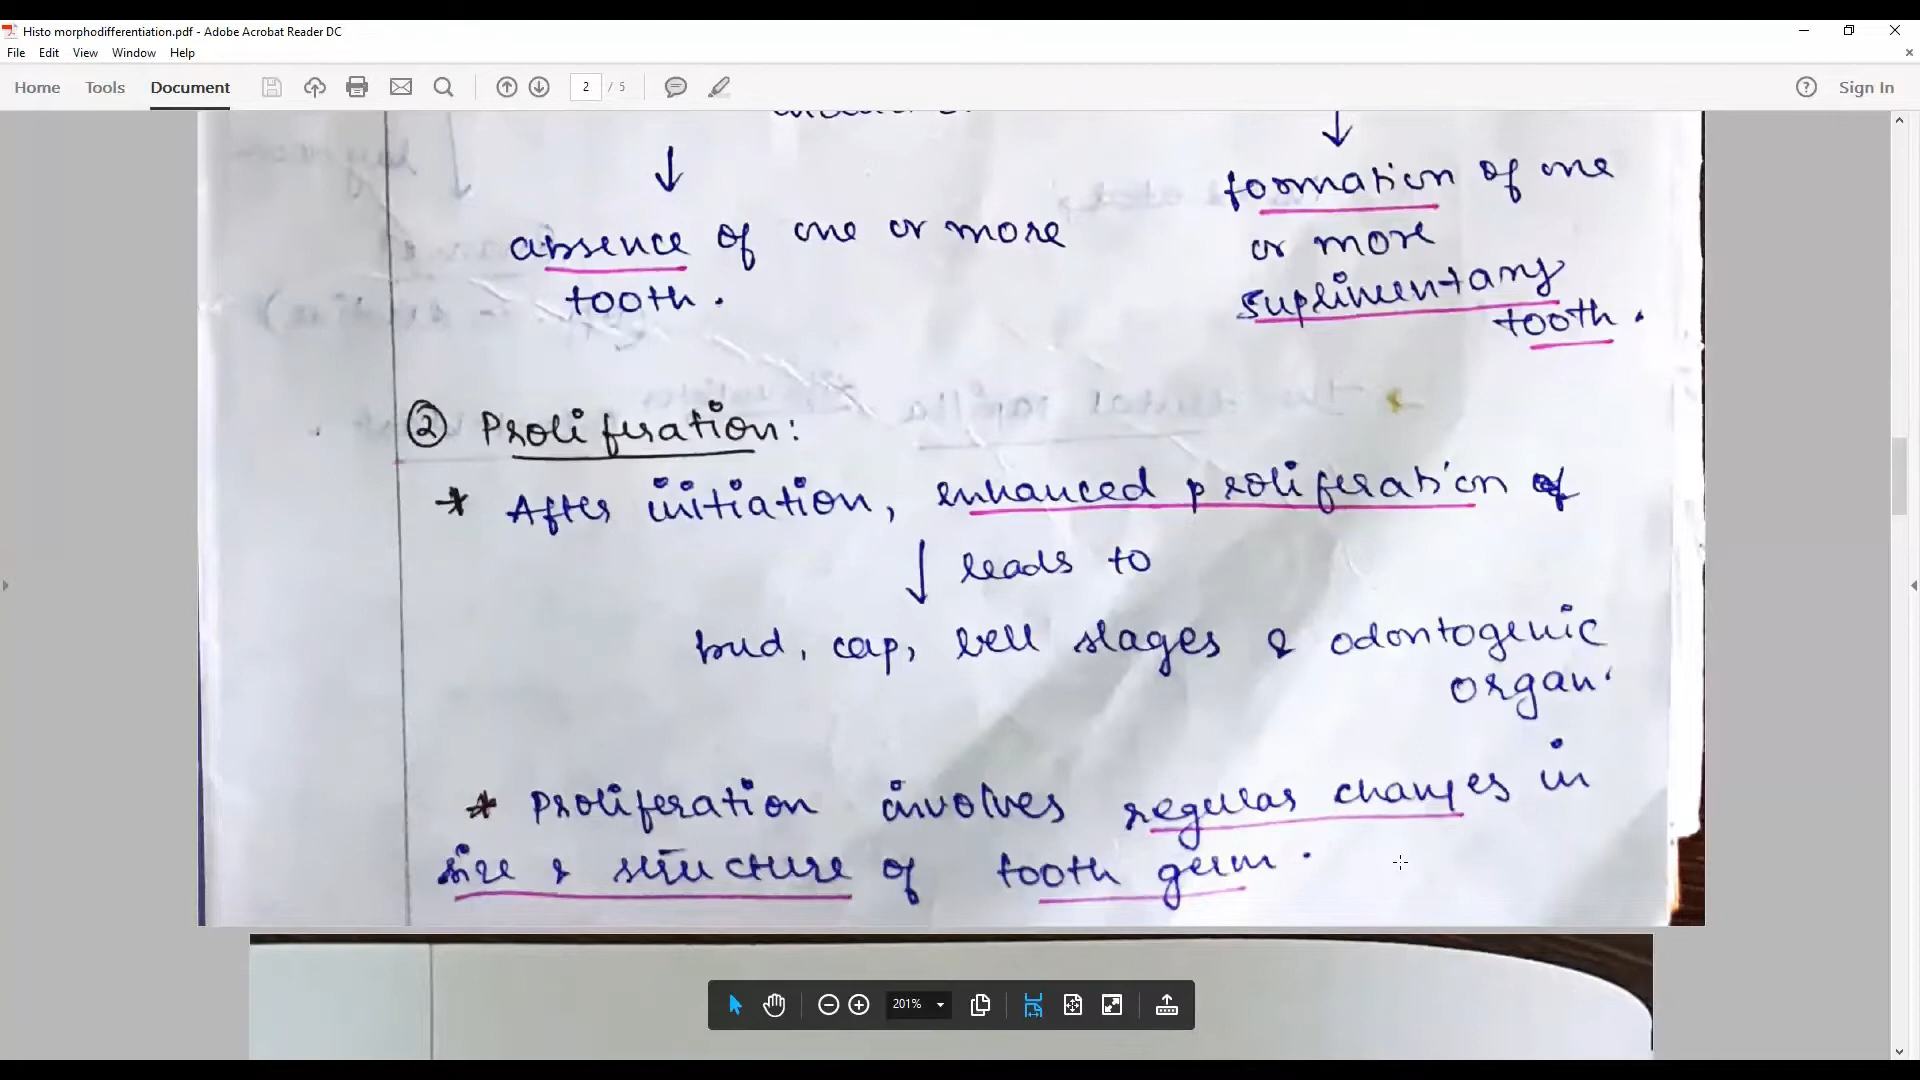 Histo morphodifferentiation.pdf - Adobe Acrobat Reader DC
File Edit View Window Help
Home Tools Document 2 / 5 Sign In
formation of one
absence of one or more
or more
suplimentary
tooth.
tooth.
② Proliferation:
* After initiation, enhanced proliferation of
↓ leads to
bud, cap, bell stages & odontogenic
organ.
* Proliferation involves regular changes in
size & structure of tooth germ.
201%